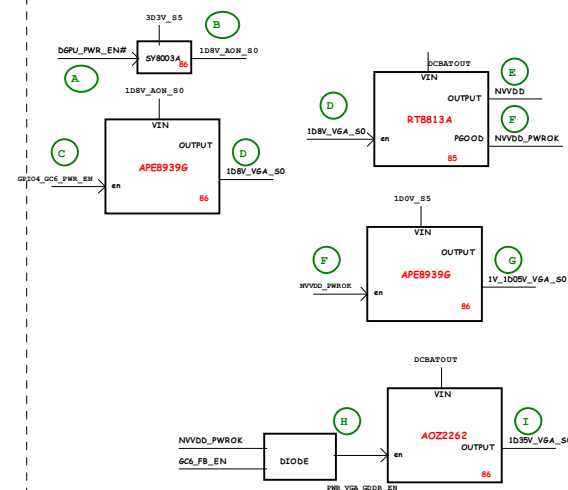 3D3V_S5
B
DGPU_PWR_EN#
SY8003A
86
1D8V_AON_S0
A
1D8V_AON_S0
VIN
OUTPUT
C
D
APE8939G
1D8V_VGA_S0
GPIO4_GC6_PWR_EN
en
86
DCBATOUT
VIN
E
OUTPUT
NVVDD
D
RT8813A
F
1D8V_VGA_S0
en
PGOOD
NVVDD_PWROK
85
1D0V_S5
VIN
OUTPUT
F
APE8939G
G
1V_1D05V_VGA_S0
NVVDD_PWROK
en
86
DCBATOUT
VIN
H
I
AOZ2262
NVVDD_PWROK
OUTPUT
1D35V_VGA_S0
GC6_FB_EN
DIODE
en
86
PWR_VGA_GDDR_EN